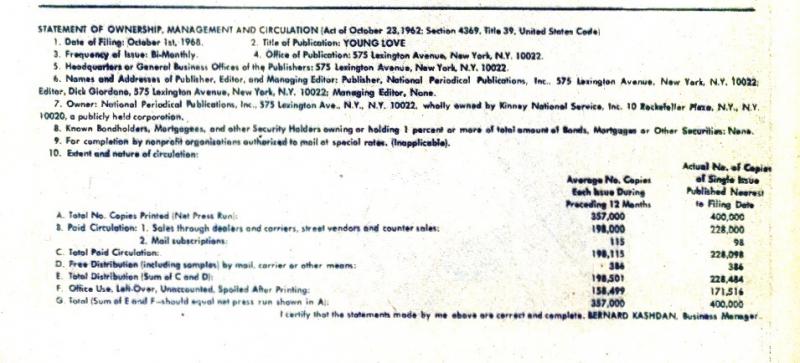 STATEMENT OF OWNERSHIP, MANAGEMENT AND CIRCULATION (Act of October 23, 1962; Section 4369, Title 39, United States Code)
1. Date of Filing: October 1st, 1968. 2. Title of Publication: YOUNG LOVE
3. Frequency of Issue: Bi-Monthly. 4. Office of Publication: 575 Lexington Avenue, New York, N.Y. 10022.
5. Headquarters or General Business Offices of the Publishers: 575 Lexington Avenue, New York, N.Y. 10022.
6. Names and Addresses of Publisher, Editor, and Managing Editor: Publisher, National Periodical Publications, Inc., 575 Lexington Avenue, New York, N.Y. 10022;
Editor, Dick Giordano, 575 Lexington Avenue, New York, N.Y. 10022; Managing Editor, None.
7. Owner: National Periodical Publications, Inc., 575 Lexington Ave., N.Y., N.Y. 10022, wholly owned by Kinney National Service, Inc. 10 Rockefeller Plaza, N.Y., N.Y.
10020, a publicly held corporation.
8. Known Bondholders, Mortgagees, and other Security Holders owning or holding 1 percent or more of total amount of Bonds, Mortgages or Other Securities: None.
9. For completion by nonprofit organizations authorized to mail at special rates. (Inapplicable).
10. Extent and nature of circulation:
Actual No. of Copies
Average No. Copies of Single Issue
Each Issue During Published Nearest
Preceding 12 Months to Filing Date
A. Total No. Copies Printed (Net Press Run): 357,000 400,000
B. Paid Circulation: 1. Sales through dealers and carriers, street vendors and counter sales: 198,000 228,000
2. Mail subscriptions: 115 98
C. Total Paid Circulation: 198,115 228,098
D. Free Distribution (including samples) by mail, carrier or other means: 386 386
E. Total Distribution (Sum of C and D): 198,501 228,484
F. Office Use, Left-Over, Unaccounted, Spoiled After Printing: 158,499 171,516
G. Total (Sum of E and F—should equal net press run shown in A): 357,000 400,000
I certify that the statements made by me above are correct and complete. BERNARD KASHDAN, Business Manager